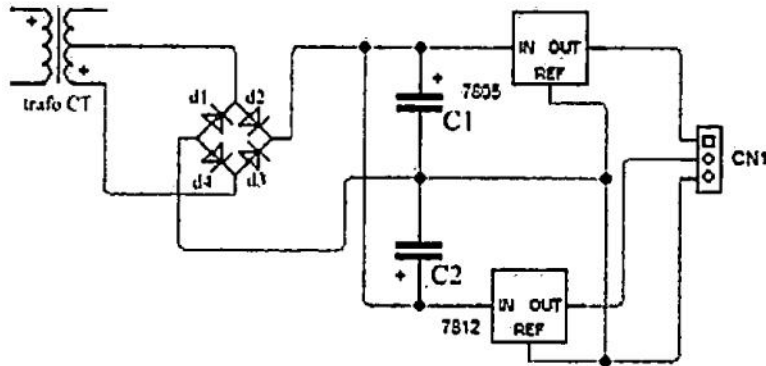 +
+
trafo CT
d1 d2
d4 d3
+
C1
7805
IN OUT
REF
CN1
C2
+
7812
IN OUT
REF